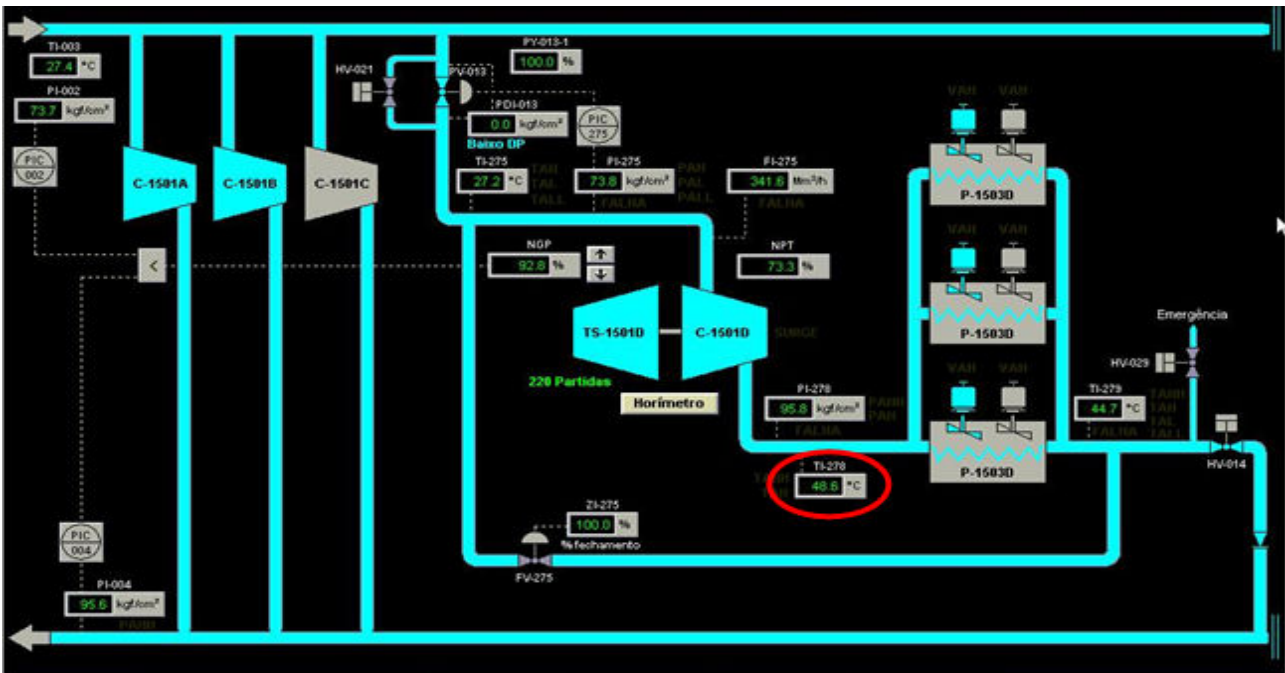 TI-003
27.4 °C
PI-002
73.7 kgf/cm²
PIC
002
C-1501A
C-1501B
C-1501C
HV-021
PV-013
PY-013-1
100.0 %
PDI-013
0.0 kgf/cm²
Baixo DP
PIC
275
TI-275
27.2 °C
TAH
TAL
TALL
PI-275
73.8 kgf/cm²
FALHA
PAH
PAL
PALL
FI-275
341.6 Mm³/h
FALHA
NGP
92.8 %
NPT
73.3 %
<
TS-1501D
C-1501D
SURGE
220 Partidas
Horímetro
PI-278
95.8 kgf/cm²
FALHA
PAHH
PAH
TI-278
48.6 °C
TAHH
ZI-275
100.0 %
% fechamento
FV-275
VAH
VAH
P-1503D
VAH
VAH
P-1503D
VAH
VAH
P-1503D
Emergência
HV-029
TI-279
44.7 °C
FALHA
TAHH
TAH
TAL
TALL
HV-014
PIC
004
PI-004
95.6 kgf/cm²
PAHH